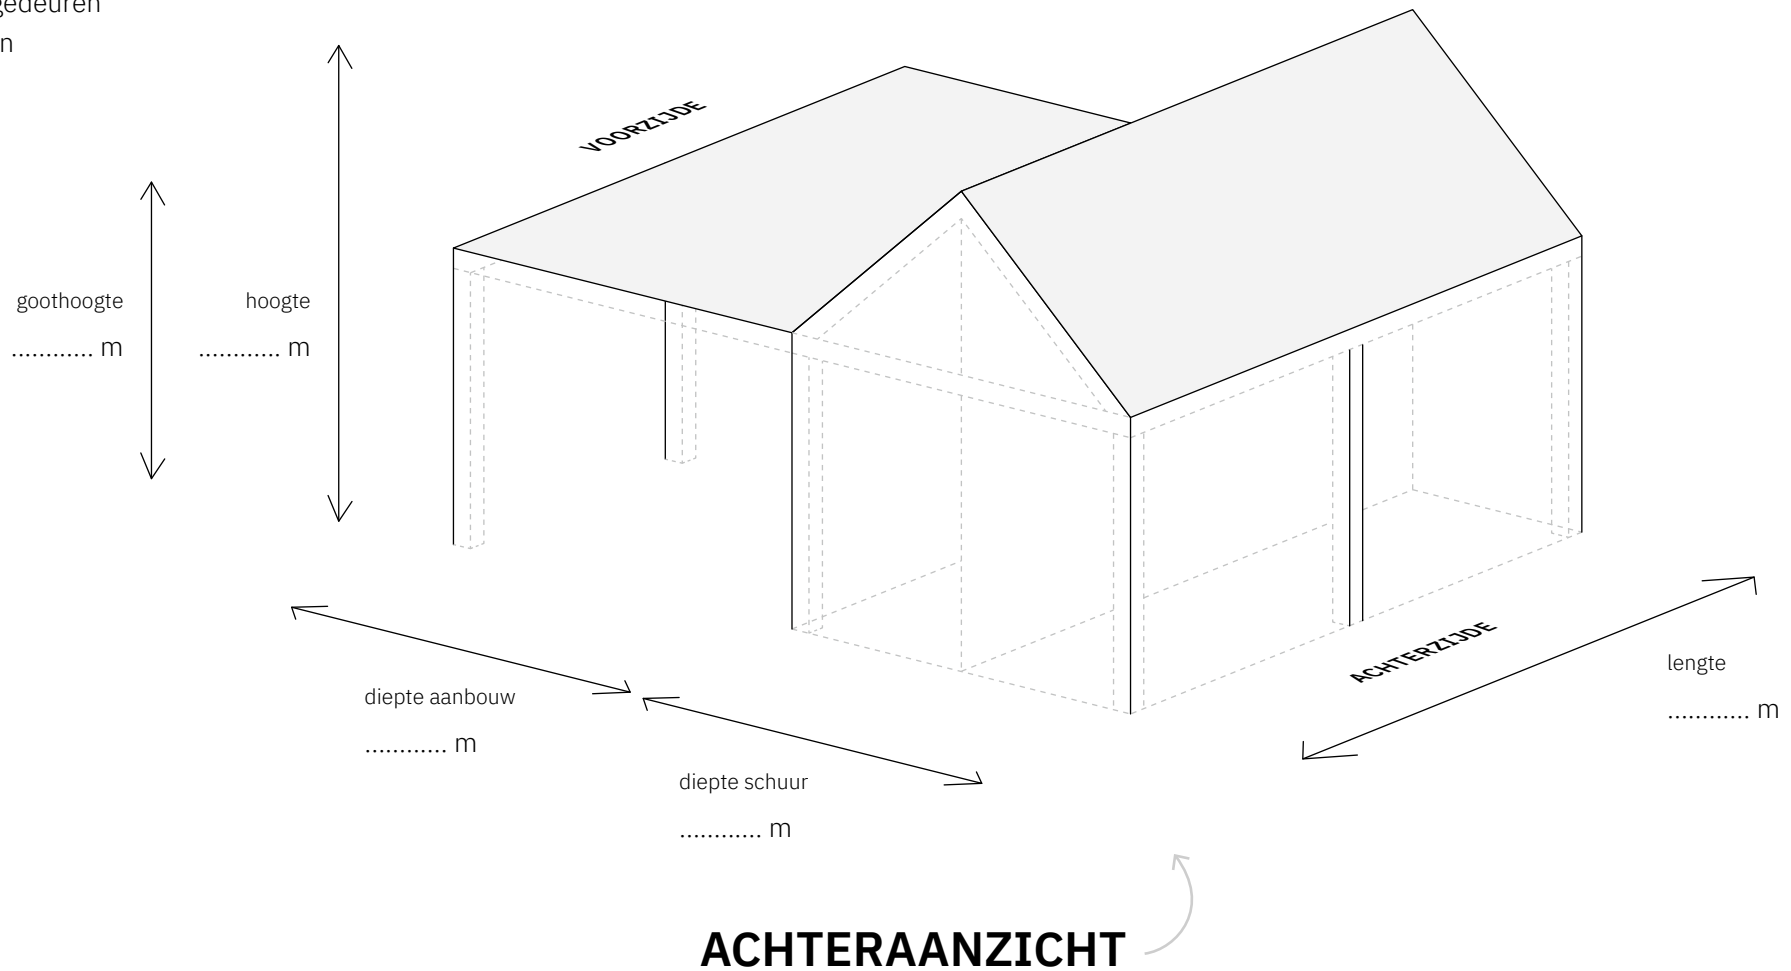 gedeuren
n
VOORZIJDE
goothoogte
............ m
hoogte
............ m
diepte aanbouw
............ m
diepte schuur
............ m
ACHTERZIJDE
lengte
............ m
ACHTERAANZICHT